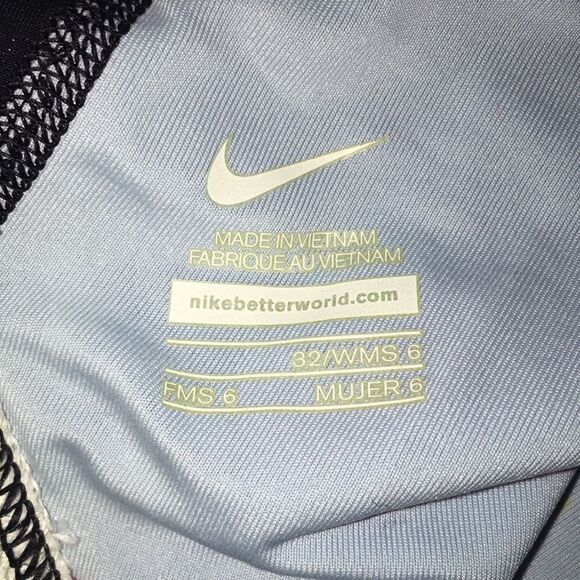 MADE IN VIETNAM
FABRIQUE AU VIETNAM
nikebetterworld.com
32/WMS 6
FMS 6 MUJER 6